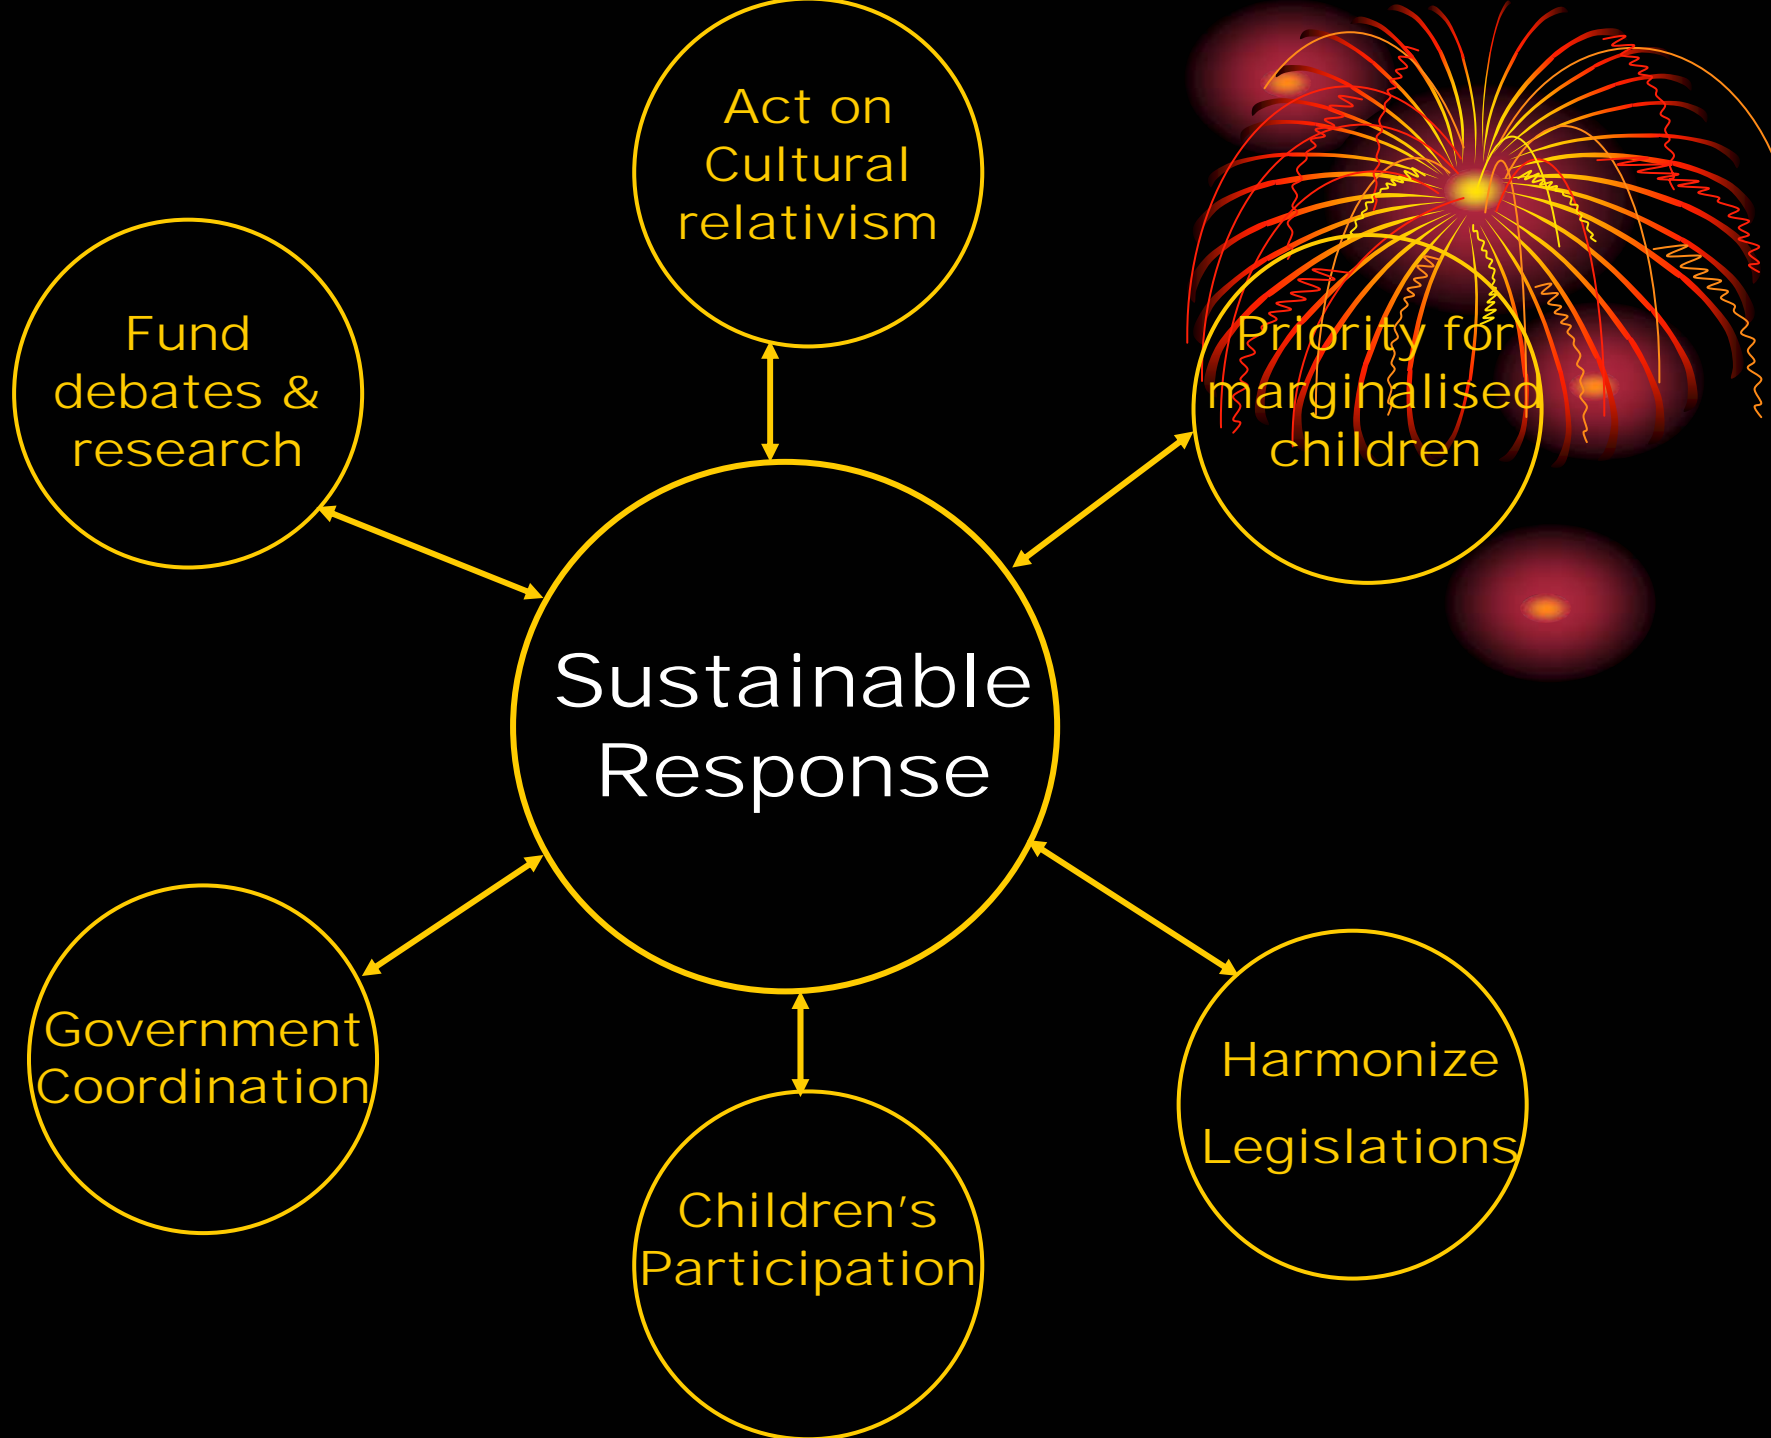 Act on
Cultural
relativism
Fund
debates &
research
Priority for
marginalised
children
Sustainable
Response
Government
Coordination
Harmonize
Legislations
Children’s
Participation